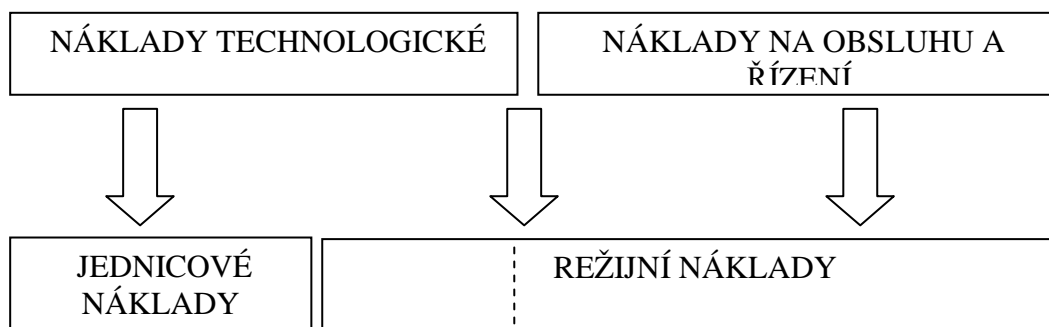 NÁKLADY TECHNOLOGICKÉ
NÁKLADY NA OBSLUHU A
ŘÍZENÍ
JEDNICOVÉ
NÁKLADY
REŽIJNÍ NÁKLADY